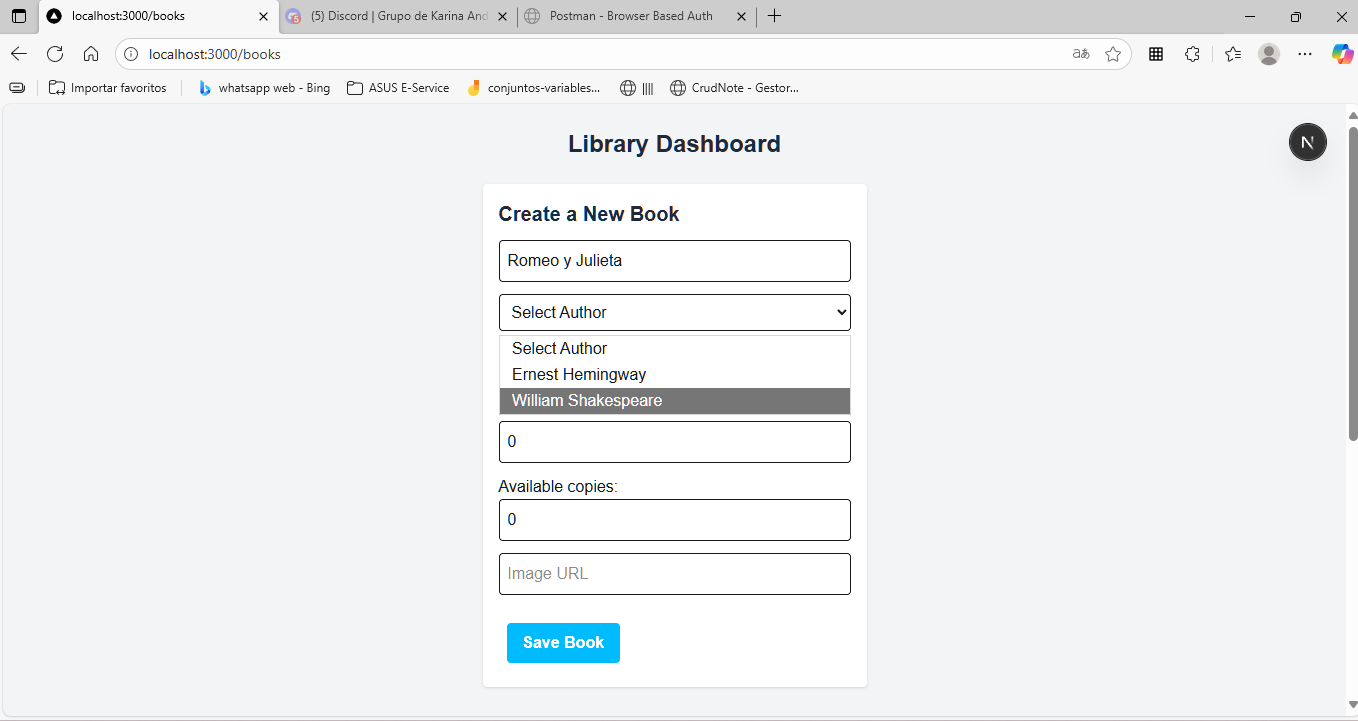 localhost:3000/books
(5) Discord | Grupo de Karina And
Postman - Browser Based Auth
localhost:3000/books
aあ
Importar favoritos
whatsapp web - Bing
ASUS E-Service
conjuntos-variables...
||||
CrudNote - Gestor...
Library Dashboard
N
Create a New Book
Romeo y Julieta
Select Author
Select Author
Ernest Hemingway
William Shakespeare
0
Available copies:
0
Image URL
Save Book